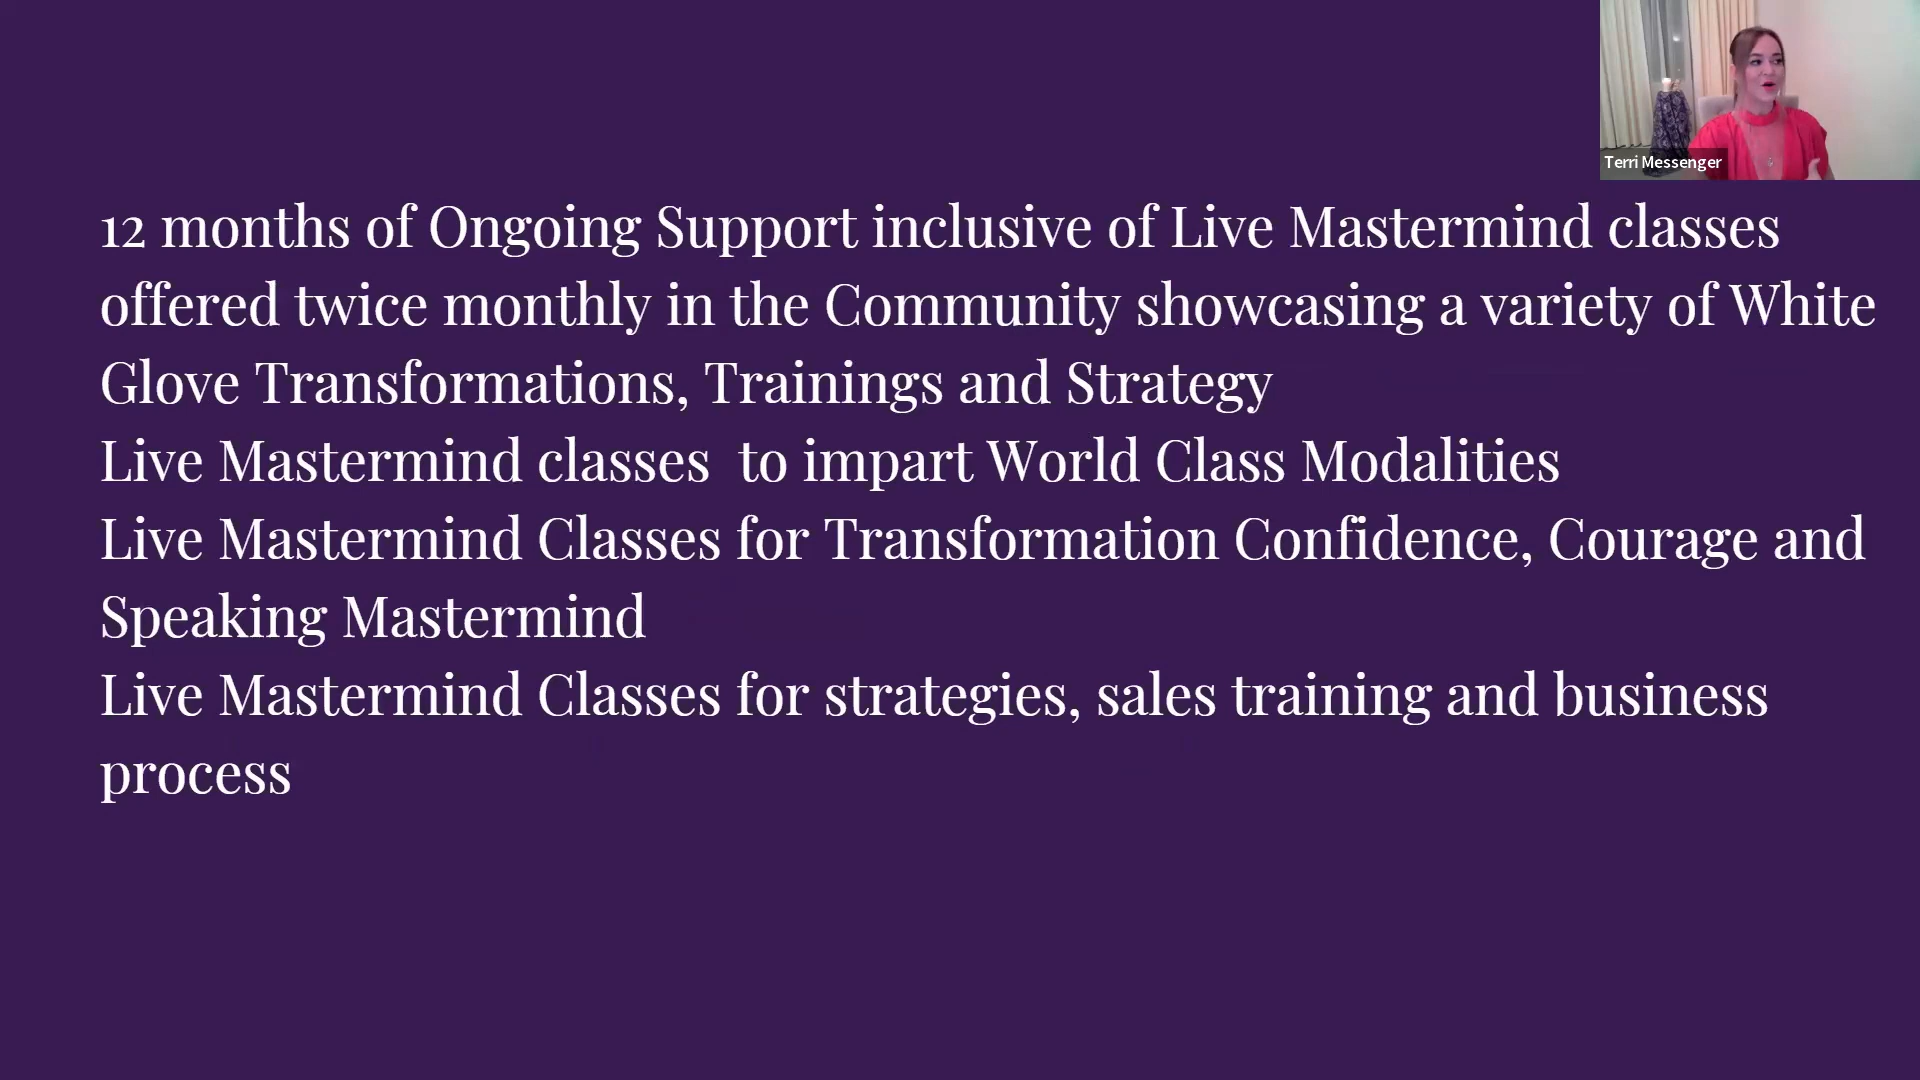 Terri Messenger
12 months of Ongoing Support inclusive of Live Mastermind classes
offered twice monthly in the Community showcasing a variety of White
Glove Transformations, Trainings and Strategy
Live Mastermind classes  to impart World Class Modalities
Live Mastermind Classes for Transformation Confidence, Courage and
Speaking Mastermind
Live Mastermind Classes for strategies, sales training and business
process